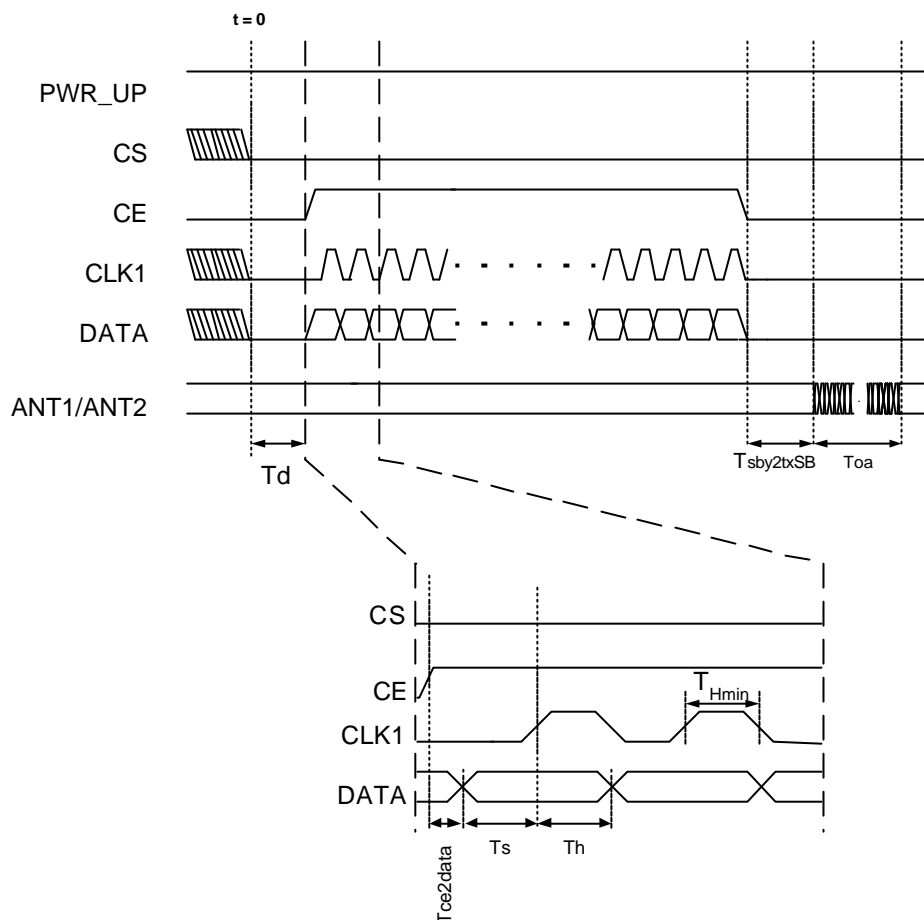 t = 0
PWR_UP
CS
CE
CLK1
DATA
ANT1/ANT2
Td
Tsby2txSB
Toa
CS
CE
THmin
CLK1
DATA
Tce2data
Ts
Th